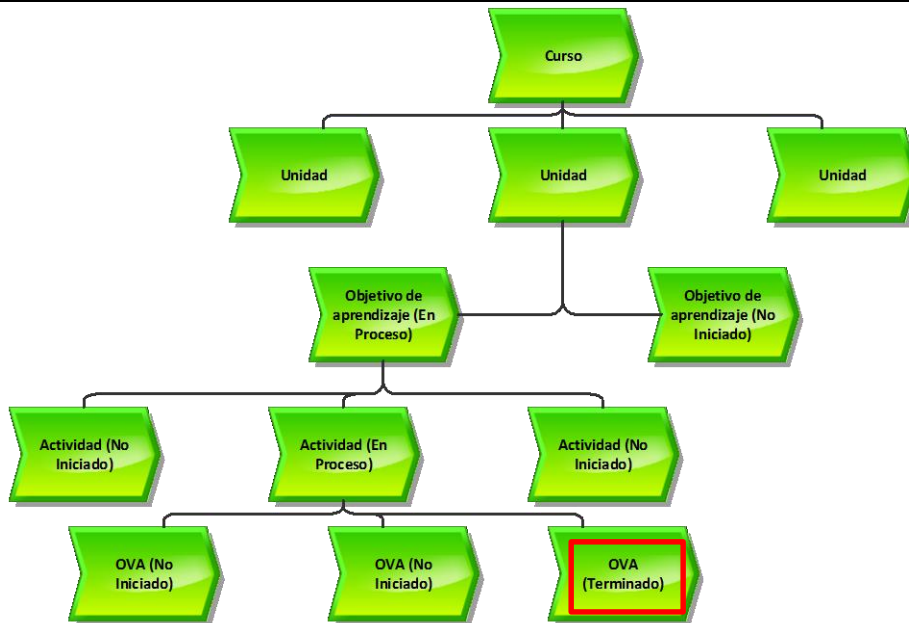 Curso
Unidad
Unidad
Unidad
Objetivo de
aprendizaje (En
Proceso)
Objetivo de
aprendizaje (No
Iniciado)
Actividad (No
Iniciado)
Actividad (En
Proceso)
Actividad (No
Iniciado)
OVA (No
Iniciado)
OVA (No
Iniciado)
OVA
(Terminado)